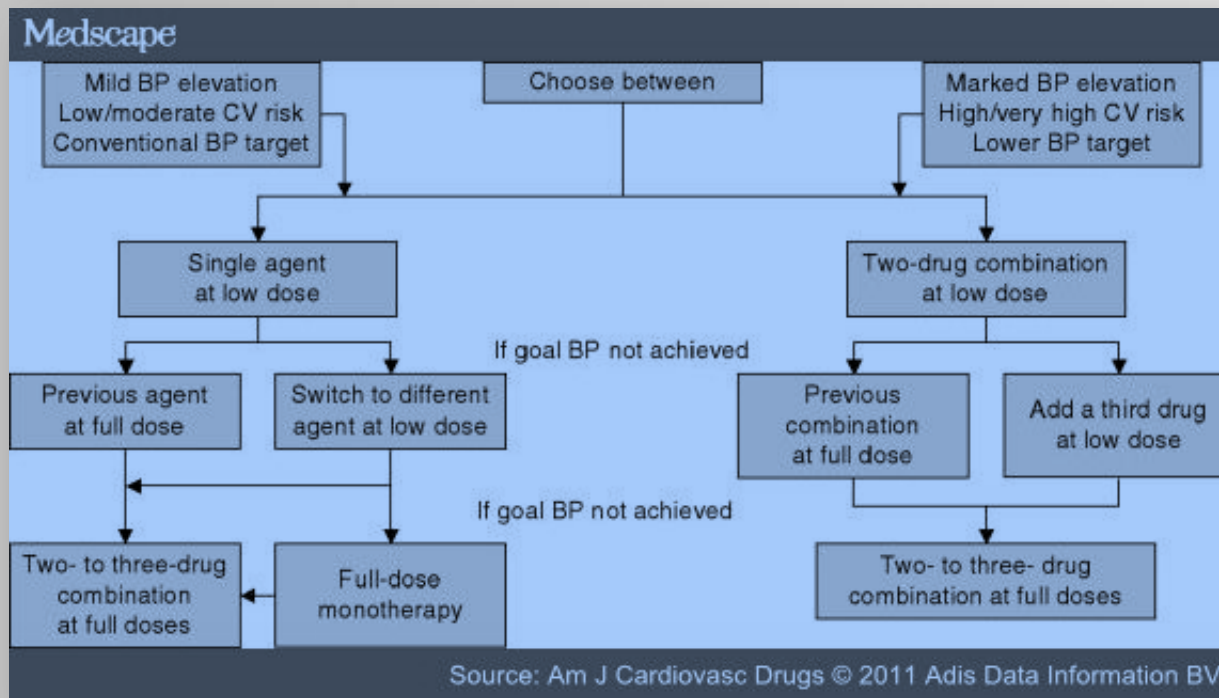 Medscape
Mild BP elevation
Low/moderate CV risk
Conventional BP target
Choose between
Marked BP elevation
High/very high CV risk
Lower BP target
Single agent
at low dose
Two-drug combination
at low dose
If goal BP not achieved
Previous agent
at full dose
Switch to different
agent at low dose
Previous
combination
at full dose
Add a third drug
at low dose
If goal BP not achieved
Two- to three-drug
combination
at full doses
Full-dose
monotherapy
Two- to three- drug
combination at full doses
Source: Am J Cardiovasc Drugs © 2011 Adis Data Information BV